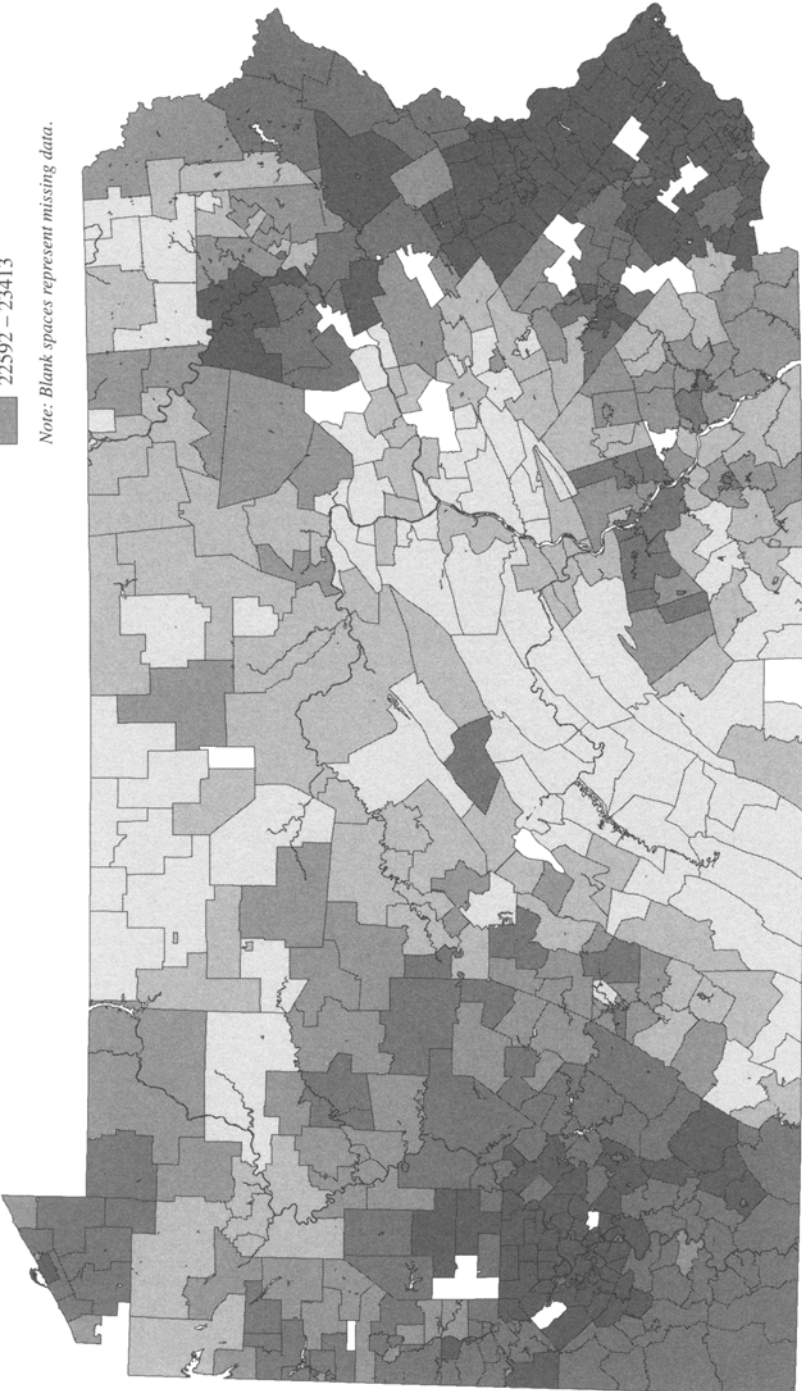 22592 – 23413
Note: Blank spaces represent missing data.